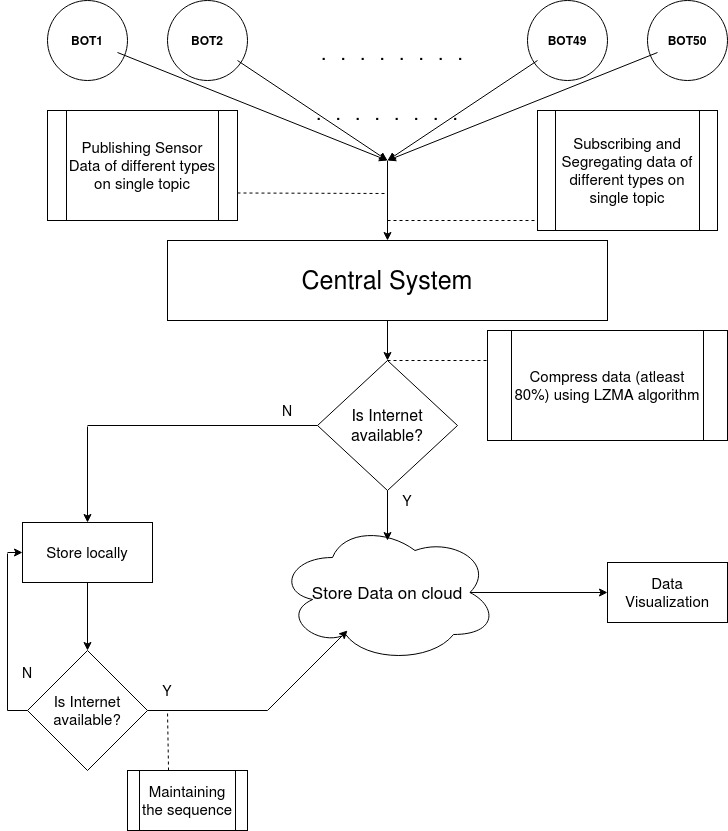 BOT1
BOT2
. . . . . . . .
BOT49
BOT50
. . . . . . . .
Publishing Sensor
Data of different types
on single topic
Subscribing and
Segregating data of
different types on
single topic
Central System
Compress data (atleast
80%) using LZMA algorithm
Is Internet
available?
N
Y
Store locally
Store Data on cloud
Data
Visualization
N
Is Internet
available?
Y
Maintaining
the sequence